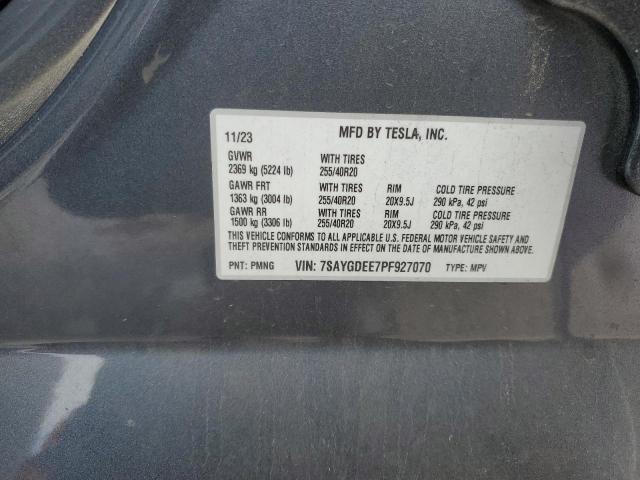 11/23 MFD BY TESLA, INC.
GVWR WITH TIRES
2369 kg (5224 lb) 255/40R20
GAWR FRT WITH TIRES RIM COLD TIRE PRESSURE
1363 kg (3004 lb) 255/40R20 20X9.5J 290 kPa, 42 psi
GAWR RR WITH TIRES RIM COLD TIRE PRESSURE
1500 kg (3306 lb) 255/40R20 20X9.5J 290 kPa, 42 psi
THIS VEHICLE CONFORMS TO ALL APPLICABLE U.S. FEDERAL MOTOR VEHICLE SAFETY AND
THEFT PREVENTION STANDARDS IN EFFECT ON THE DATE OF MANUFACTURE SHOWN ABOVE.
PNT: PMNG VIN: 7SAYGDEE7PF927070 TYPE: MPV